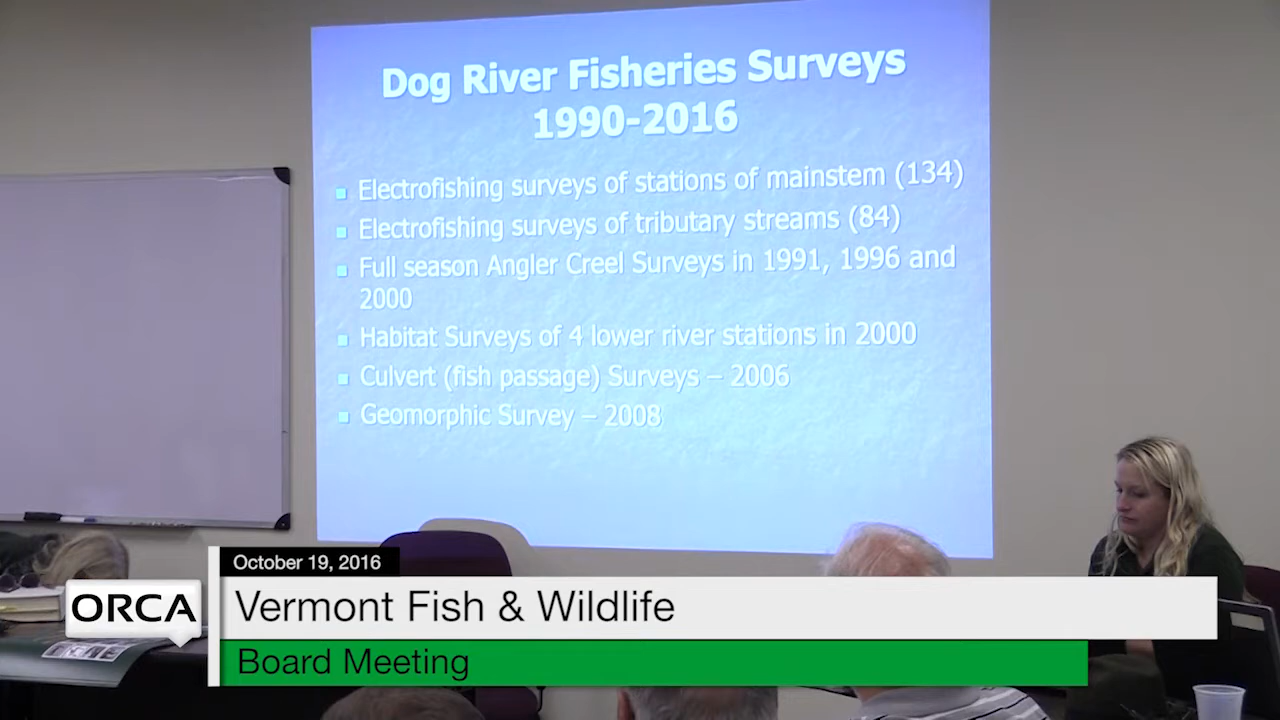 Dog River Fisheries Surveys
1990-2016
Electrofishing surveys of stations of mainstem (134)
Electrofishing surveys of tributary streams (84)
Full season Angler Creel Surveys in 1991, 1996 and
2000
Habitat Surveys of 4 lower river stations in 2000
Culvert (fish passage) Surveys – 2006
Geomorphic Survey – 2008
October 19, 2016
ORCA
Vermont Fish & Wildlife
Board Meeting